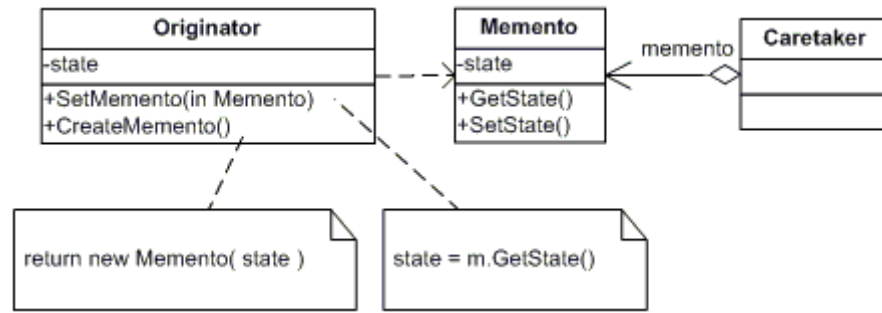 Originator
-state
+SetMemento(in Memento)
+CreateMemento()
Memento
-state
+GetState()
+SetState()
memento
Caretaker
return new Memento( state )
state = m.GetState()